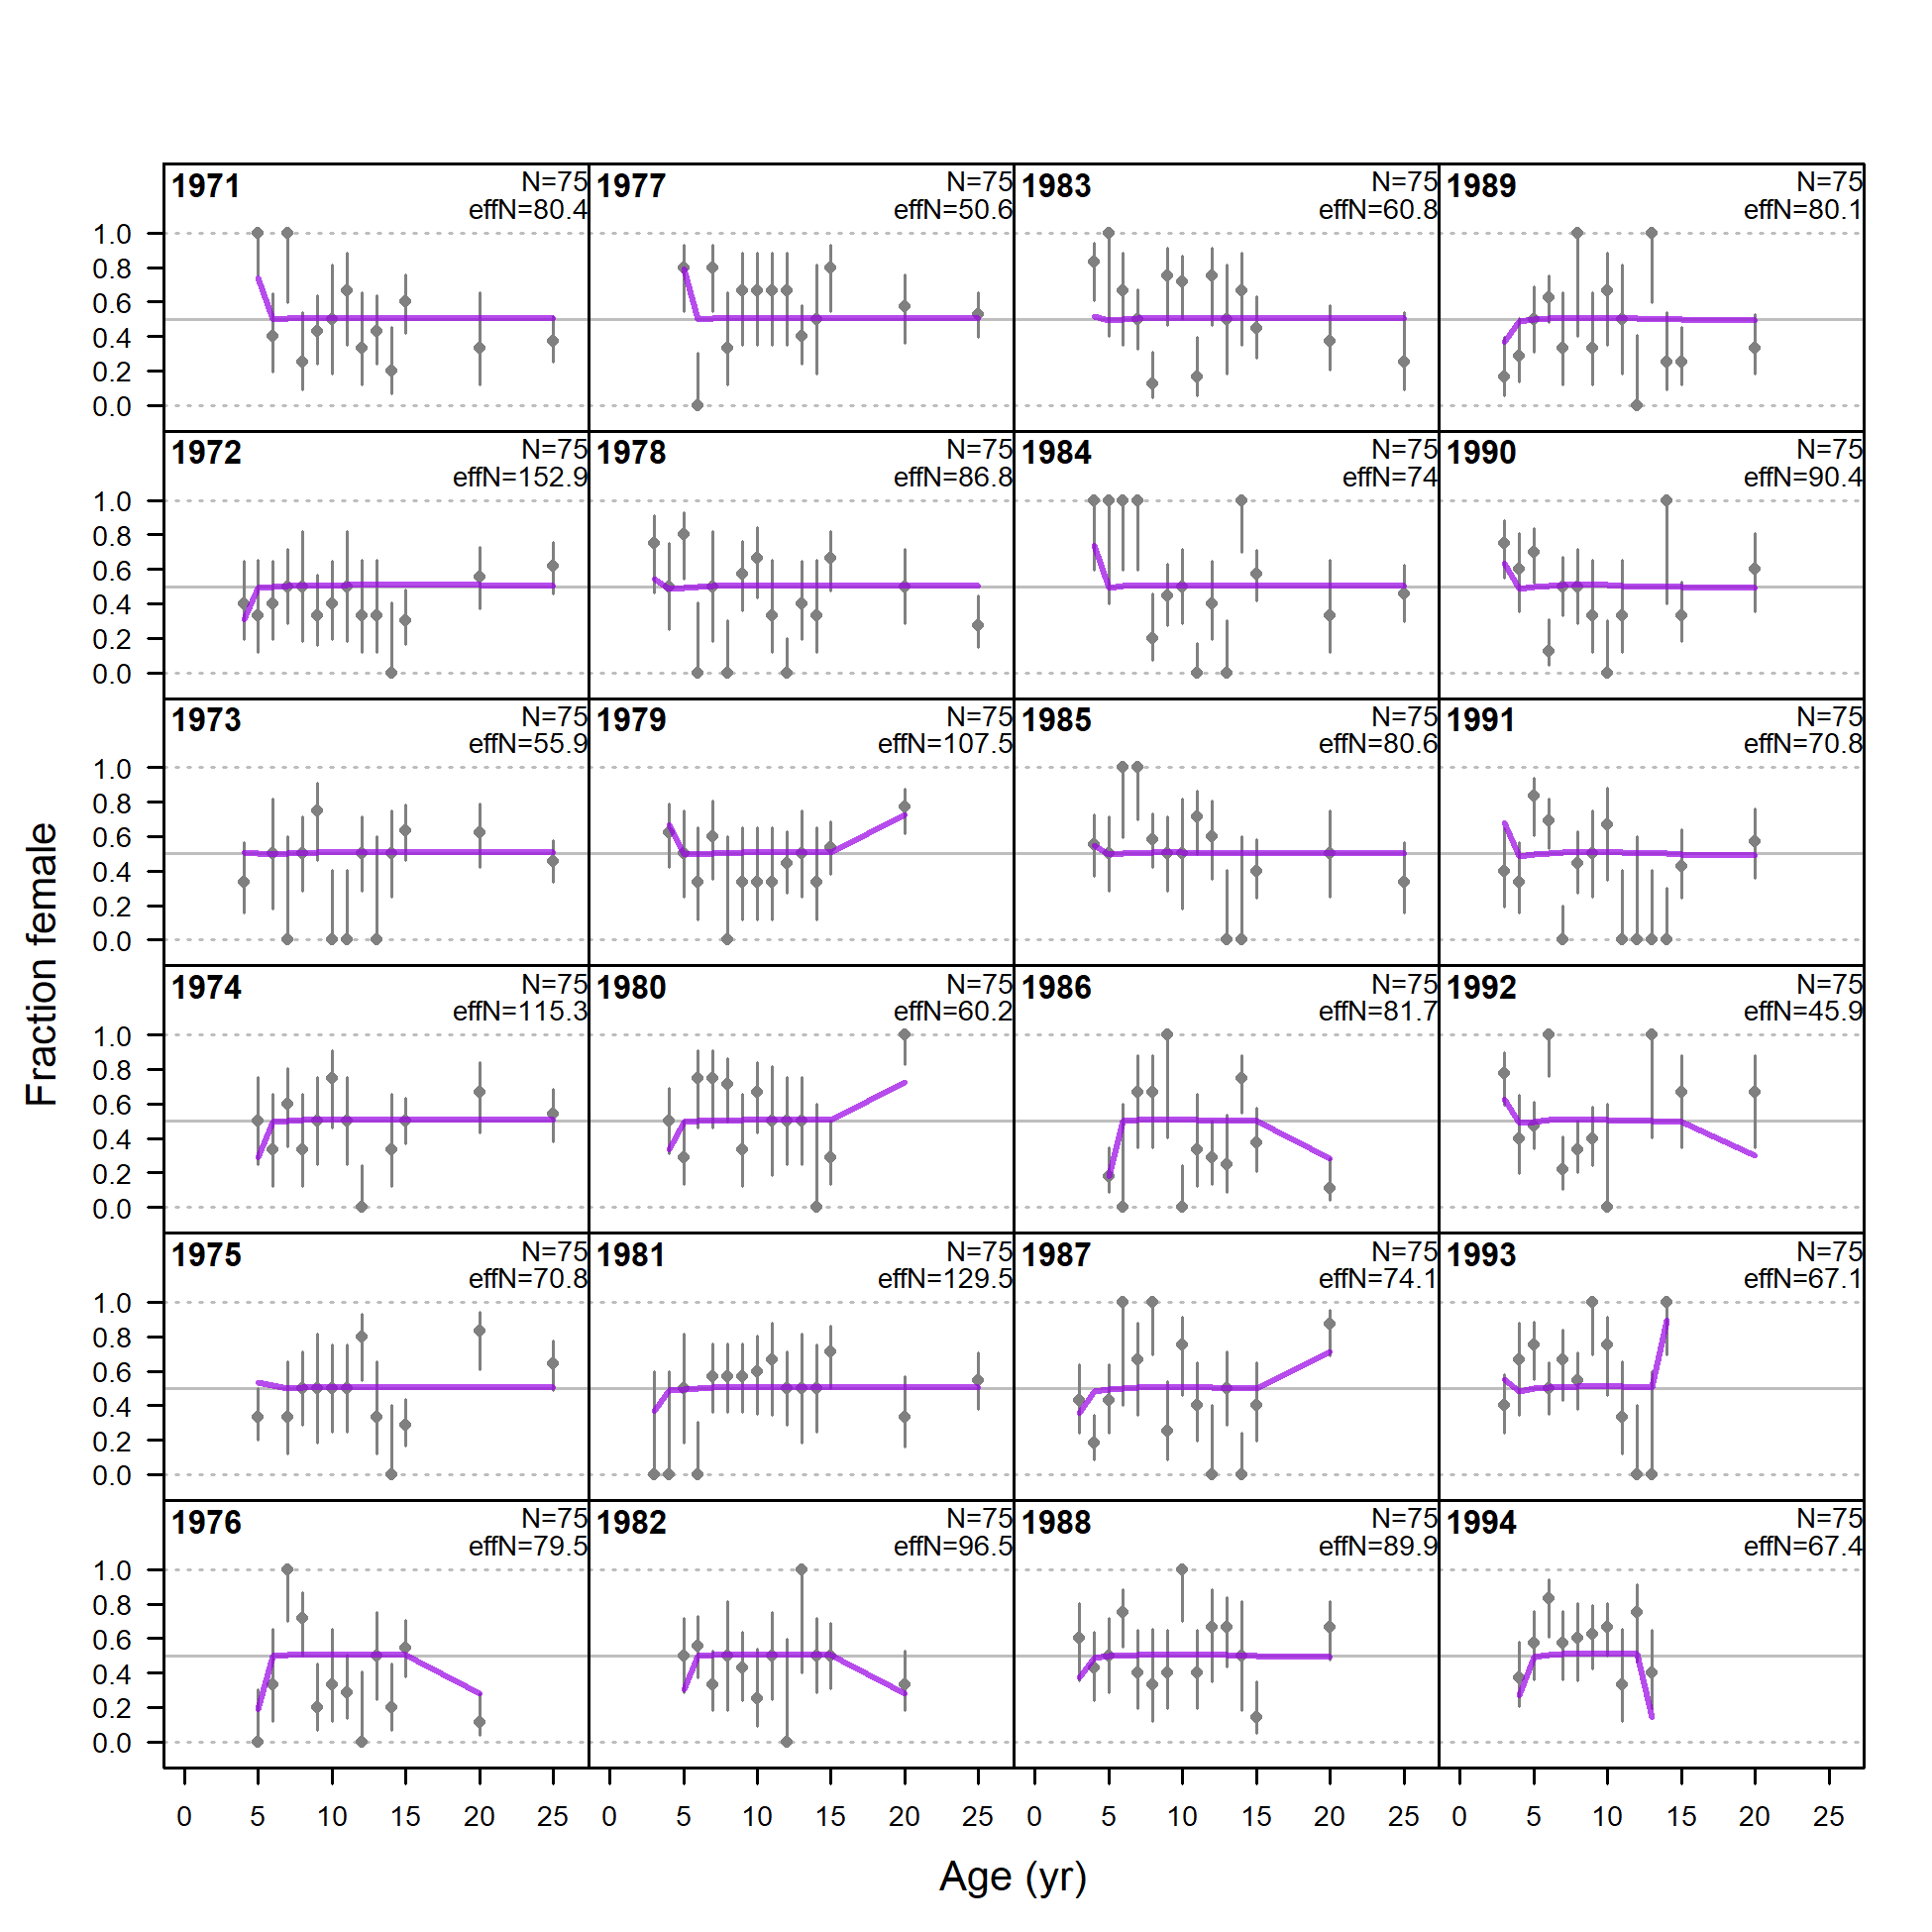 1971 N=75 1977 N=75 1983 N=75 1989 N=75
effN=80.4 effN=50.6 effN=60.8 effN=80.1
1.0
0.8
0.6
0.4
0.2
0.0
1972 N=75 1978 N=75 1984 N=75 1990 N=75
effN=152.9 effN=86.8 effN=74 effN=90.4
1.0
0.8
0.6
0.4
0.2
0.0
1973 N=75 1979 N=75 1985 N=75 1991 N=75
effN=55.9 effN=107.5 effN=80.6 effN=70.8
1.0
0.8
0.6
0.4
0.2
0.0
1974 N=75 1980 N=75 1986 N=75 1992 N=75
effN=115.3 effN=60.2 effN=81.7 effN=45.9
1.0
0.8
0.6
0.4
0.2
0.0
1975 N=75 1981 N=75 1987 N=75 1993 N=75
effN=70.8 effN=129.5 effN=74.1 effN=67.1
1.0
0.8
0.6
0.4
0.2
0.0
1976 N=75 1982 N=75 1988 N=75 1994 N=75
effN=79.5 effN=96.5 effN=89.9 effN=67.4
1.0
0.8
0.6
0.4
0.2
0.0
0 5 10 15 20 25 0 5 10 15 20 25 0 5 10 15 20 25 0 5 10 15 20 25
Age (yr)
Fraction female